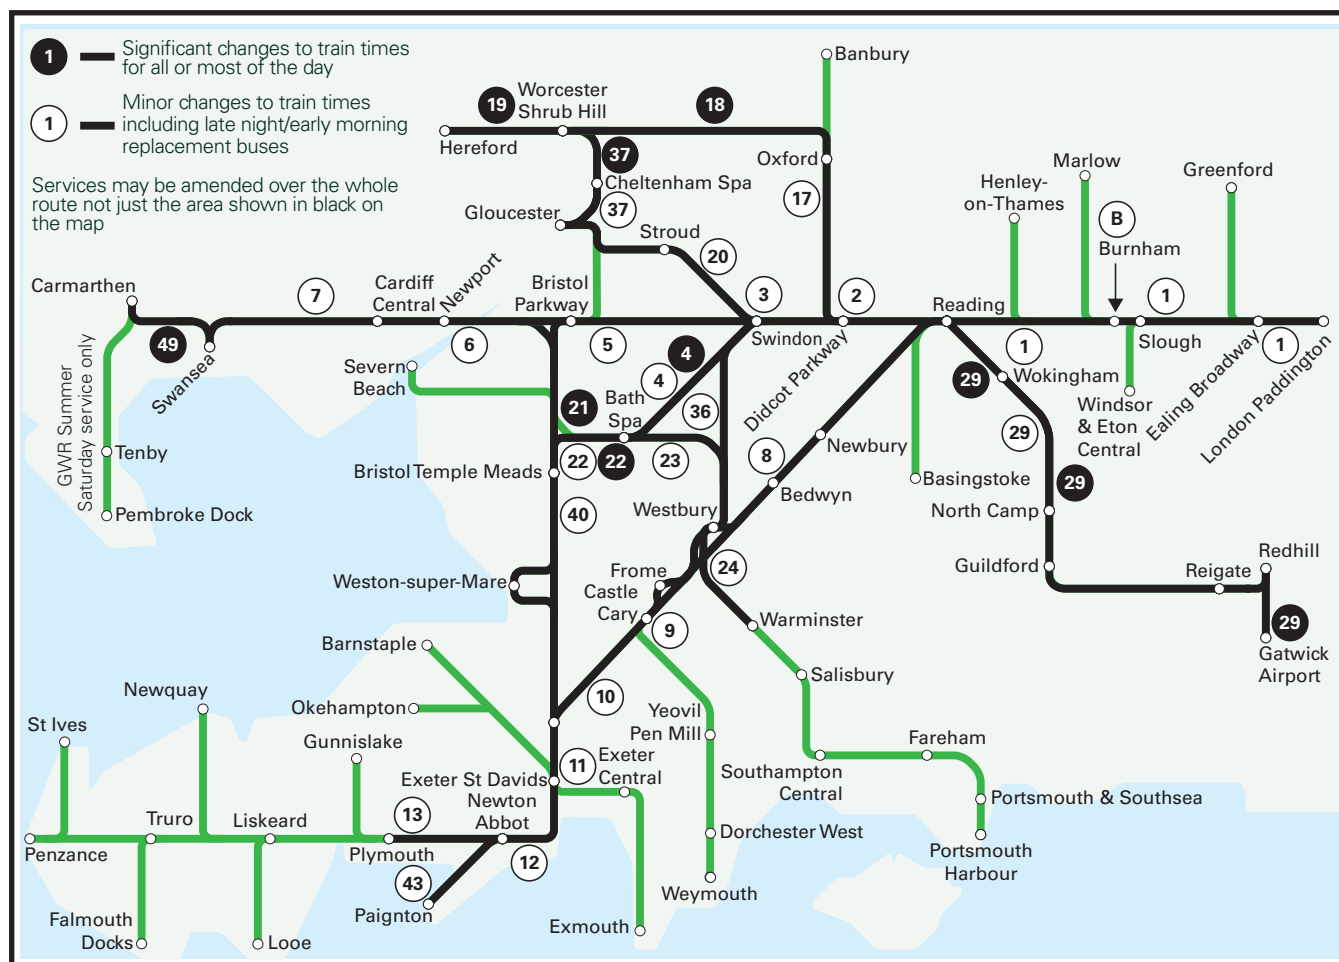 1
Significant changes to train times
for all or most of the day
1
Minor changes to train times
including late night/early morning
replacement buses
Services may be amended over the whole
route not just the area shown in black on
the map
Banbury
19
Worcester
Shrub Hill
18
Hereford
37
Oxford
Cheltenham Spa
37
17
Gloucester
Stroud
20
Marlow
Greenford
Henley-
on-Thames
B
Burnham
Carmarthen
7
Cardiff
Central
Newport
Bristol
Parkway
3
2
Reading
1
49
Swansea
6
5
4
Swindon
Didcot Parkway
1
Slough
Ealing Broadway
1
London Paddington
GWR Summer
Saturday service only
Severn
Beach
4
36
29
Wokingham
Windsor
& Eton
Central
21
Bath
Spa
29
Tenby
Bristol Temple Meads
22
22
23
8
Newbury
Bedwyn
Basingstoke
29
Pembroke Dock
40
Westbury
North Camp
Weston-super-Mare
Frome
24
Guildford
Reigate
Redhill
Castle
Cary
9
Warminster
29
Gatwick
Airport
Barnstaple
Salisbury
Newquay
Okehampton
10
Yeovil
Pen Mill
St Ives
Gunnislake
Fareham
Exeter St Davids
11
Exeter
Central
Southampton
Central
Newton
Abbot
Portsmouth & Southsea
Truro
Liskeard
13
Dorchester West
Penzance
Plymouth
12
Portsmouth
Harbour
43
Paignton
Weymouth
Falmouth
Docks
Looe
Exmouth